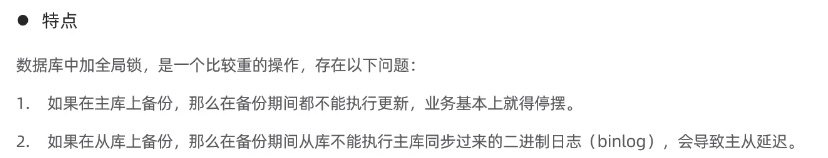 ● 特点
数据库中加全局锁，是一个比较重的操作，存在以下问题：
1. 如果在主库上备份，那么在备份期间都不能执行更新，业务基本上就得停摆。
2. 如果在从库上备份，那么在备份期间从库不能执行主库同步过来的二进制日志（binlog），会导致主从延迟。